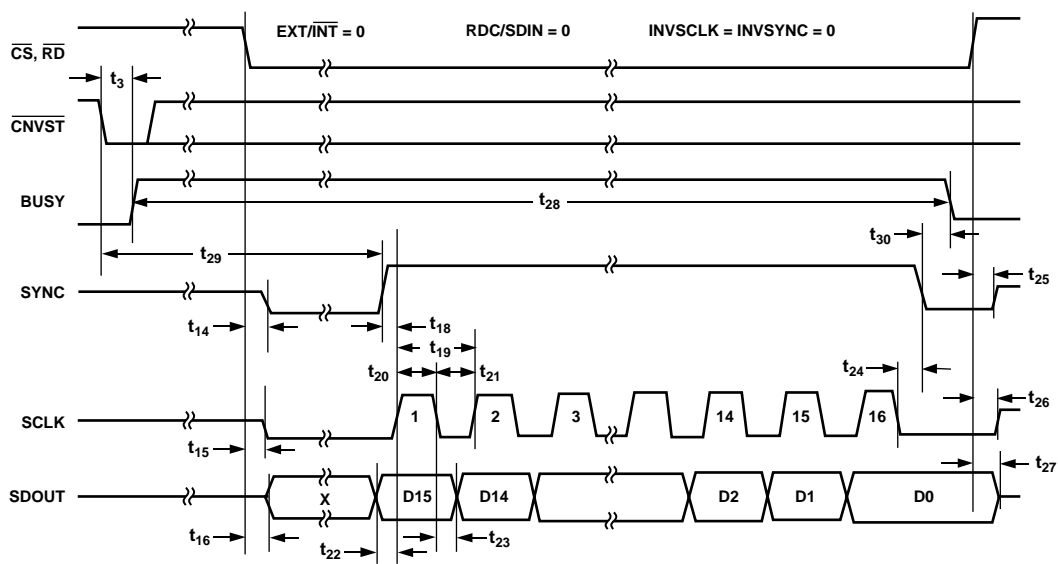 EXT/INT = 0 RDC/SDIN = 0 INVSCLK = INVSYNC = 0
CS, RD
t3
CNVST
BUSY
t28
t30
t29
t25
SYNC
t14
t18
t19
t20
t21
t24
t26
SCLK
1 2 3 14 15 16
t15
t27
SDOUT
X D15 D14 D2 D1 D0
t16
t22
t23